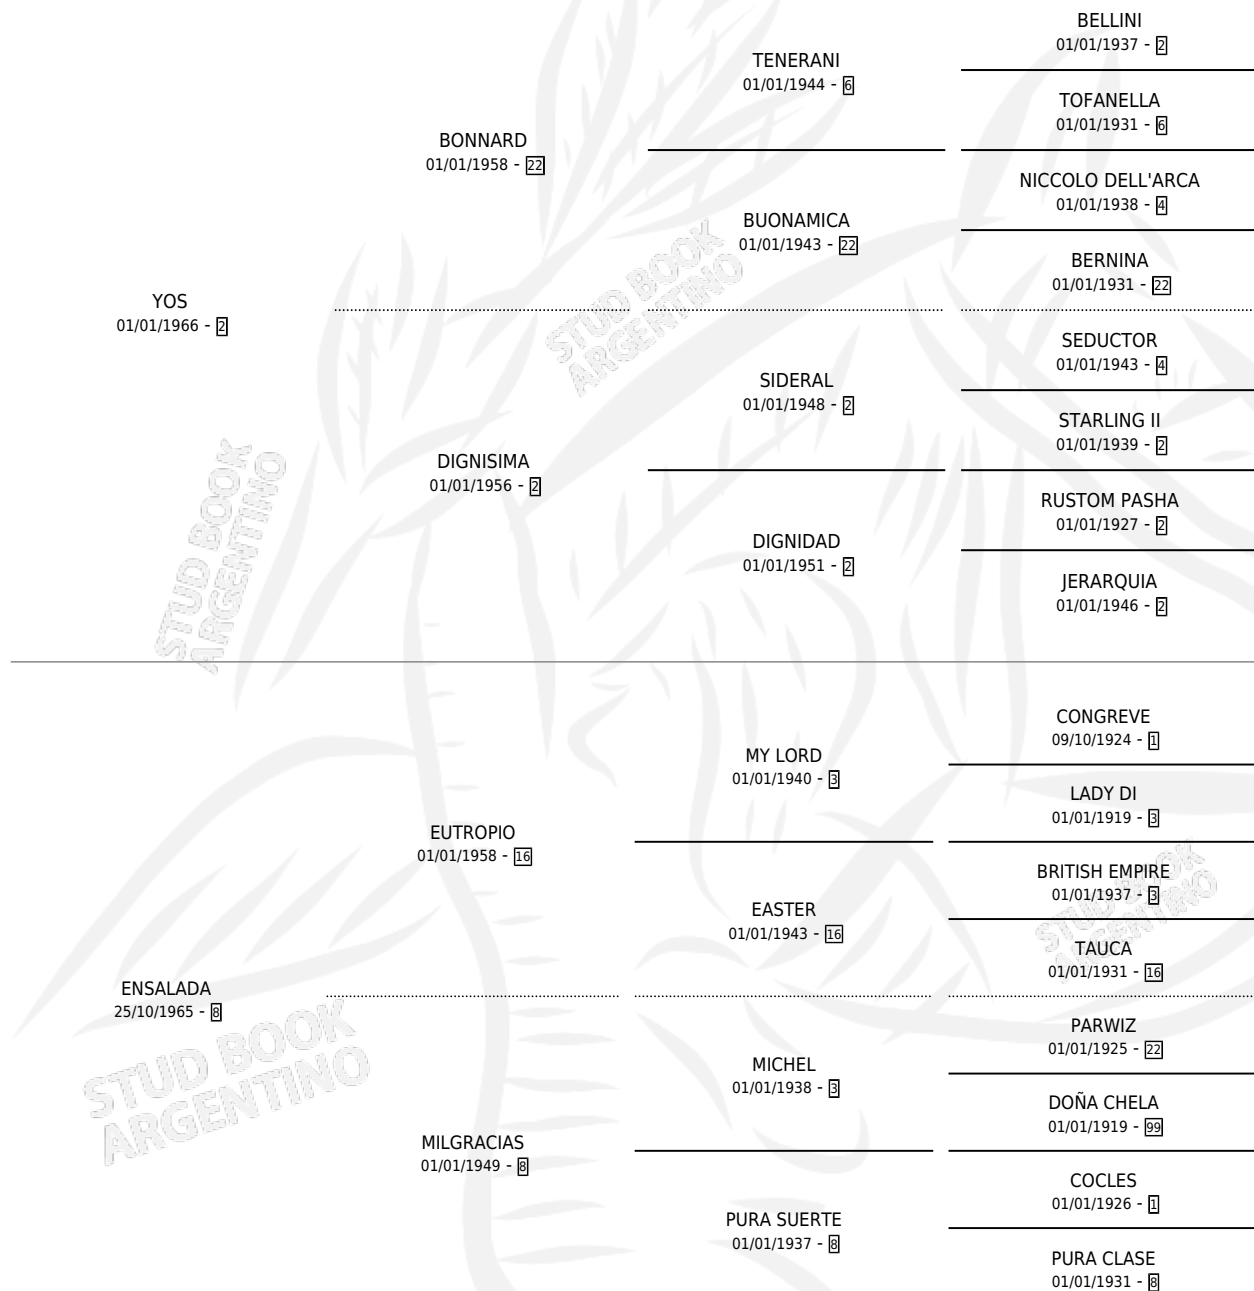 BELLINI
01/01/1937 - 2
TENERANI
01/01/1944 - 6
TOFANELLA
01/01/1931 - 6
BONNARD
01/01/1958 - 22
NICCOLO DELL'ARCA
01/01/1938 - 4
BUONAMICA
01/01/1943 - 22
BERNINA
01/01/1931 - 22
YOS
01/01/1966 - 2
SEDUCTOR
01/01/1943 - 4
SIDERAL
01/01/1948 - 2
STARLING II
01/01/1939 - 2
DIGNISIMA
01/01/1956 - 2
RUSTOM PASHA
01/01/1927 - 2
DIGNIDAD
01/01/1951 - 2
JERARQUIA
01/01/1946 - 2
STUD BOOK
ARGENTINO
STUD BOOK
ARGENTINO
CONGREVE
09/10/1924 - 1
MY LORD
01/01/1940 - 3
LADY DI
01/01/1919 - 3
EUTROPIO
01/01/1958 - 16
BRITISH EMPIRE
01/01/1937 - 3
EASTER
01/01/1943 - 16
TAUCA
01/01/1931 - 16
ENSALADA
25/10/1965 - 8
PARWIZ
01/01/1925 - 22
MICHEL
01/01/1938 - 3
DOÑA CHELA
01/01/1919 - 99
MILGRACIAS
01/01/1949 - 8
COCLES
01/01/1926 - 1
PURA SUERTE
01/01/1937 - 8
PURA CLASE
01/01/1931 - 8
STUD BOOK
ARGENTINO
STUD BOOK
ARGENTINO